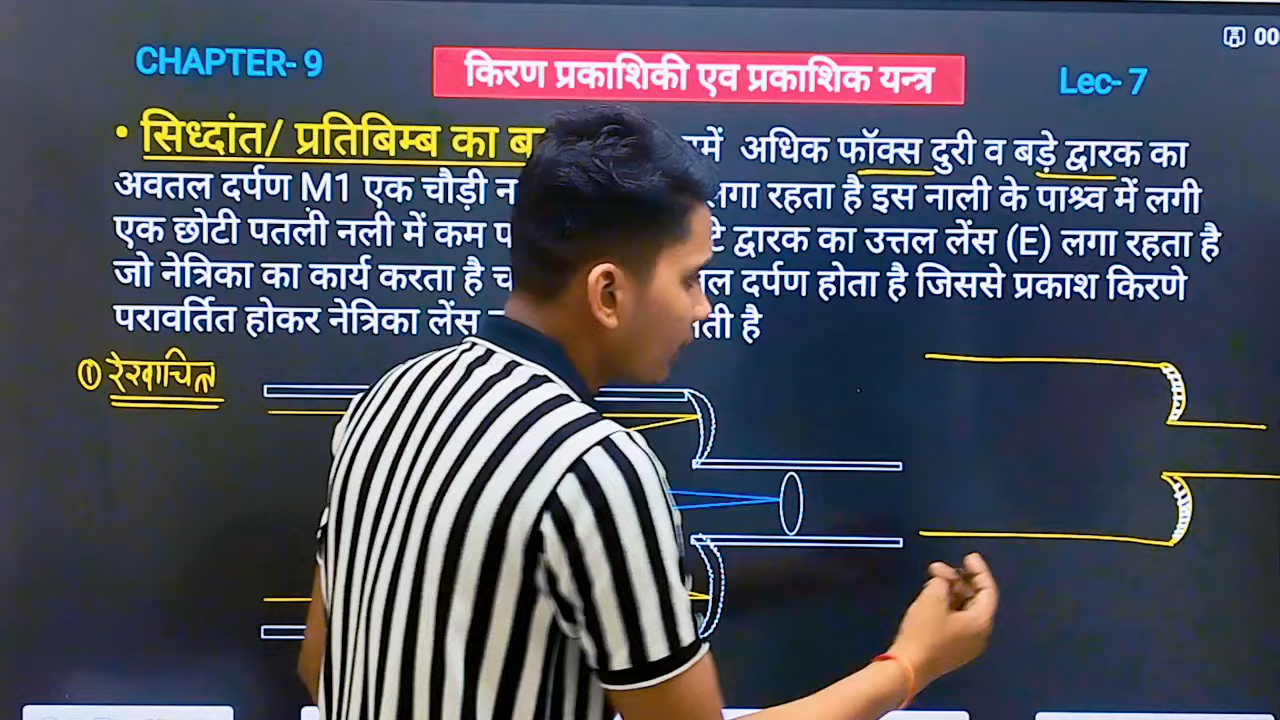 00
CHAPTER- 9
किरण प्रकाशिकी एव प्रकाशिक यन्त्र
Lec- 7
• सिध्दांत/ प्रतिबिम्ब का अधिक फॉक्स दुरी व बड़े द्वारक का
अवतल दर्पण M1 एक चौड़ी लगा रहता है इस नाली के पाश्र्व में लगी
एक छोटी पतली नली में कम द्वारक का उत्तल लेंस (E) लगा रहता है
जो नेत्रिका का कार्य करता है दर्पण होता है जिससे प्रकाश किरणे
परावर्तित होकर नेत्रिका लेंस है
① रेखाचित्र